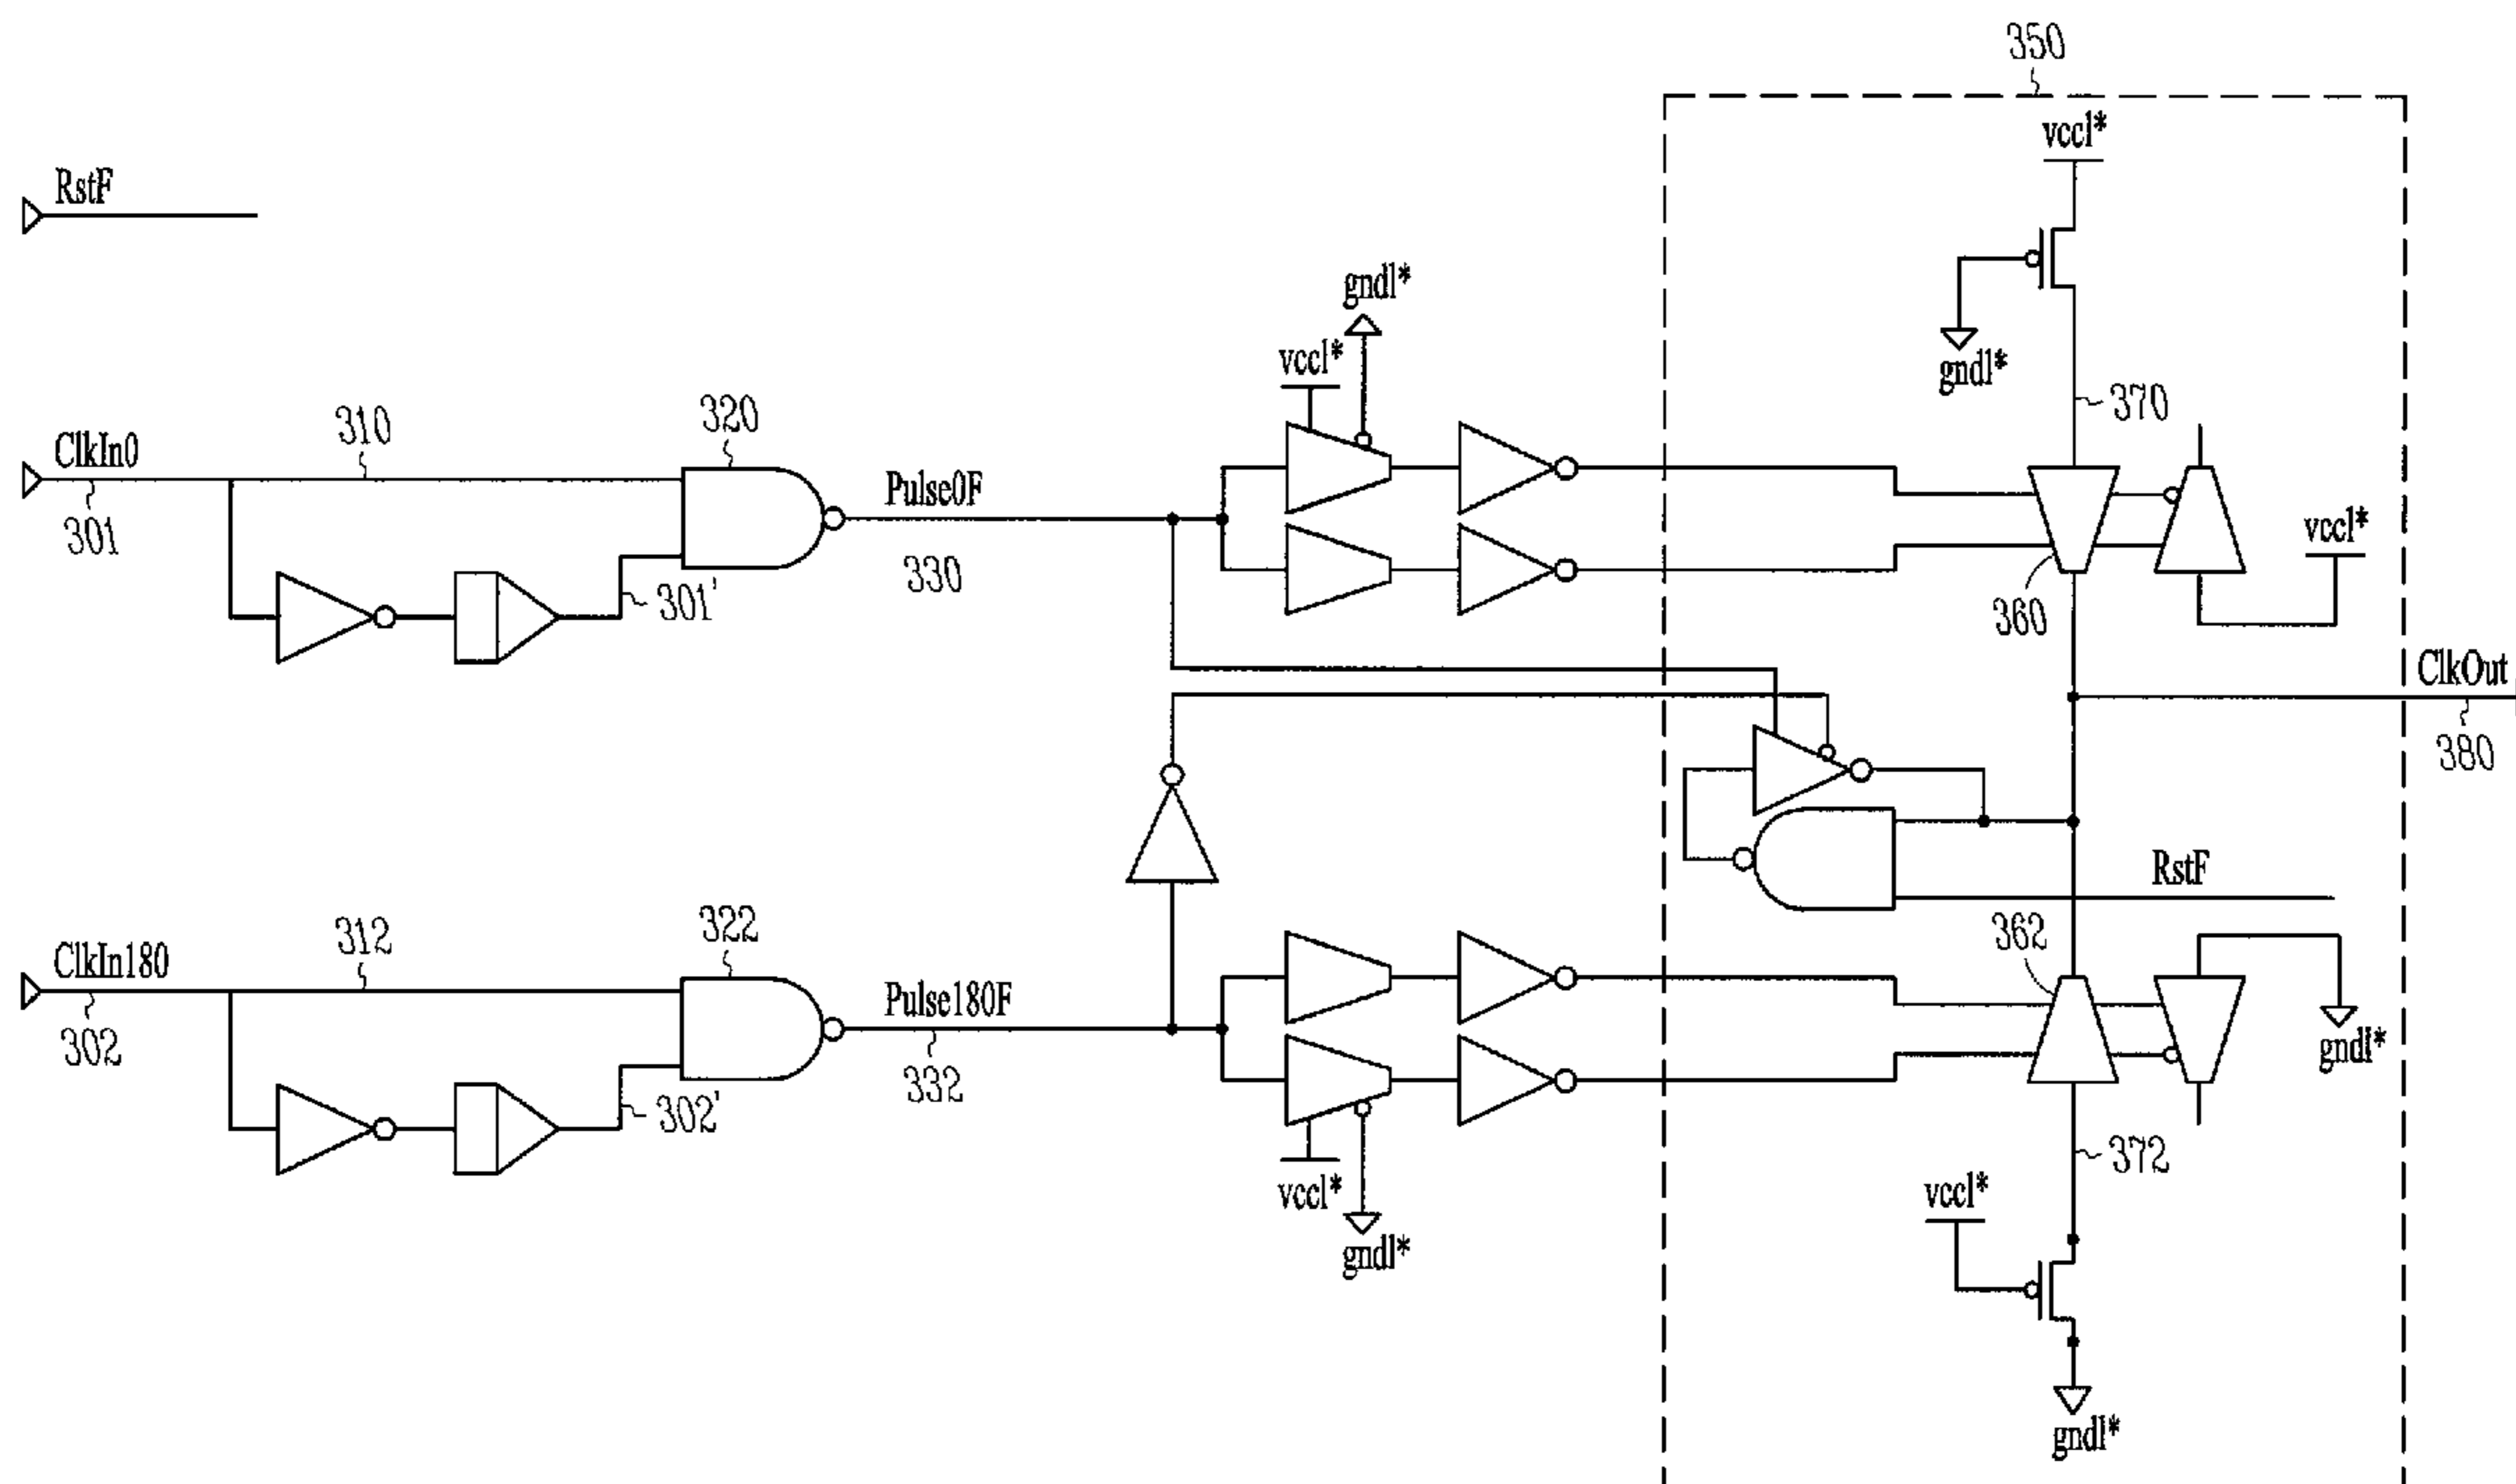 350
vccl*
RstF
gndl*
vccl*
gndl*
370
ClkIn0
310
320
Pulse0F
vccl*
301
301'
330
360
ClkOut
380
RstF
ClkIn180
312
322
Pulse180F
362
302
302'
332
gndl*
372
vccl*
vccl*
gndl*
gndl*